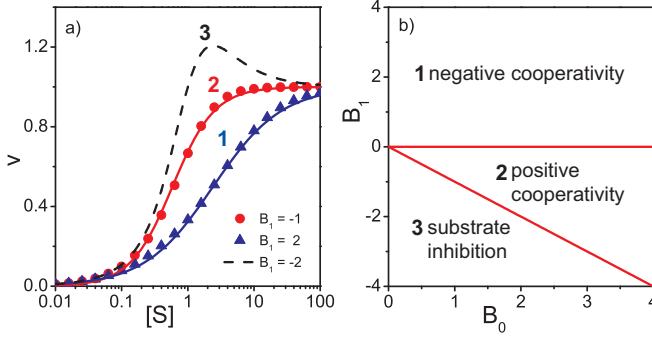 a)
3
2
1
B1 = -1
B1 = 2
B1 = -2
v
1.2
0.8
0.4
0.0
0.01
0.1
1
10
100
[S]
b)
1 negative cooperativity
2 positive
cooperativity
3 substrate
inhibition
B1
4
2
0
-2
-4
0
1
2
3
4
B0